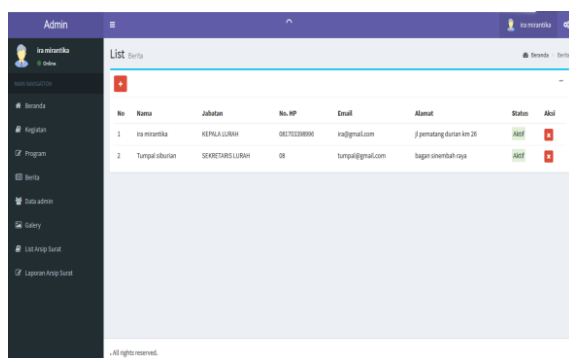 Admin
ira mirantika
ira mirantika
Online
MAIN NAVIGATION
Beranda
Kegiatan
Program
Berita
Data admin
Galery
List Arsip Surat
Laporan Arsip Surat
List Berita
Beranda > Berita
No Nama Jabatan No. HP Email Alamat Status Aksi
1 ira mirantika KEPALA LURAH ira@gmail.com jl pematang durian km 26 Aktif x
2 Tumpal siburian SEKRETARIS LURAH 08 tumpal@gmail.com bagan sinembah raya Aktif x
. All rights reserved.